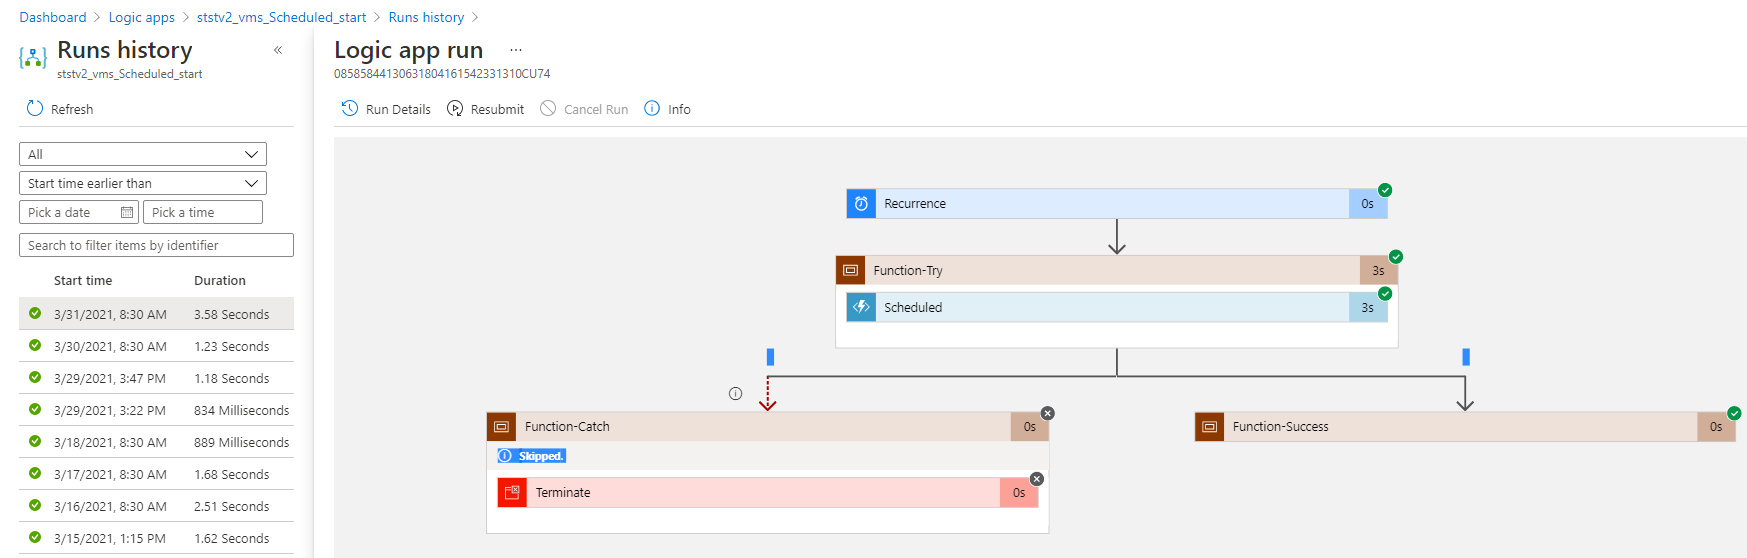 Dashboard > Logic apps > ststv2_vms_Scheduled_start > Runs history >
Runs history «
ststv2_vms_Scheduled_start
Refresh
All
Start time earlier than
Pick a date Pick a time
Search to filter items by identifier
Start time Duration
3/31/2021, 8:30 AM 3.58 Seconds
3/30/2021, 8:30 AM 1.23 Seconds
3/29/2021, 3:47 PM 1.18 Seconds
3/29/2021, 3:22 PM 834 Milliseconds
3/18/2021, 8:30 AM 889 Milliseconds
3/17/2021, 8:30 AM 1.68 Seconds
3/16/2021, 8:30 AM 2.51 Seconds
3/15/2021, 1:15 PM 1.62 Seconds
Logic app run ...
08585844130631804161542331310CU74
Run Details Resubmit Cancel Run Info
Recurrence 0s
Function-Try 3s
Scheduled 3s
Function-Catch 0s
Skipped.
Terminate 0s
Function-Success 0s